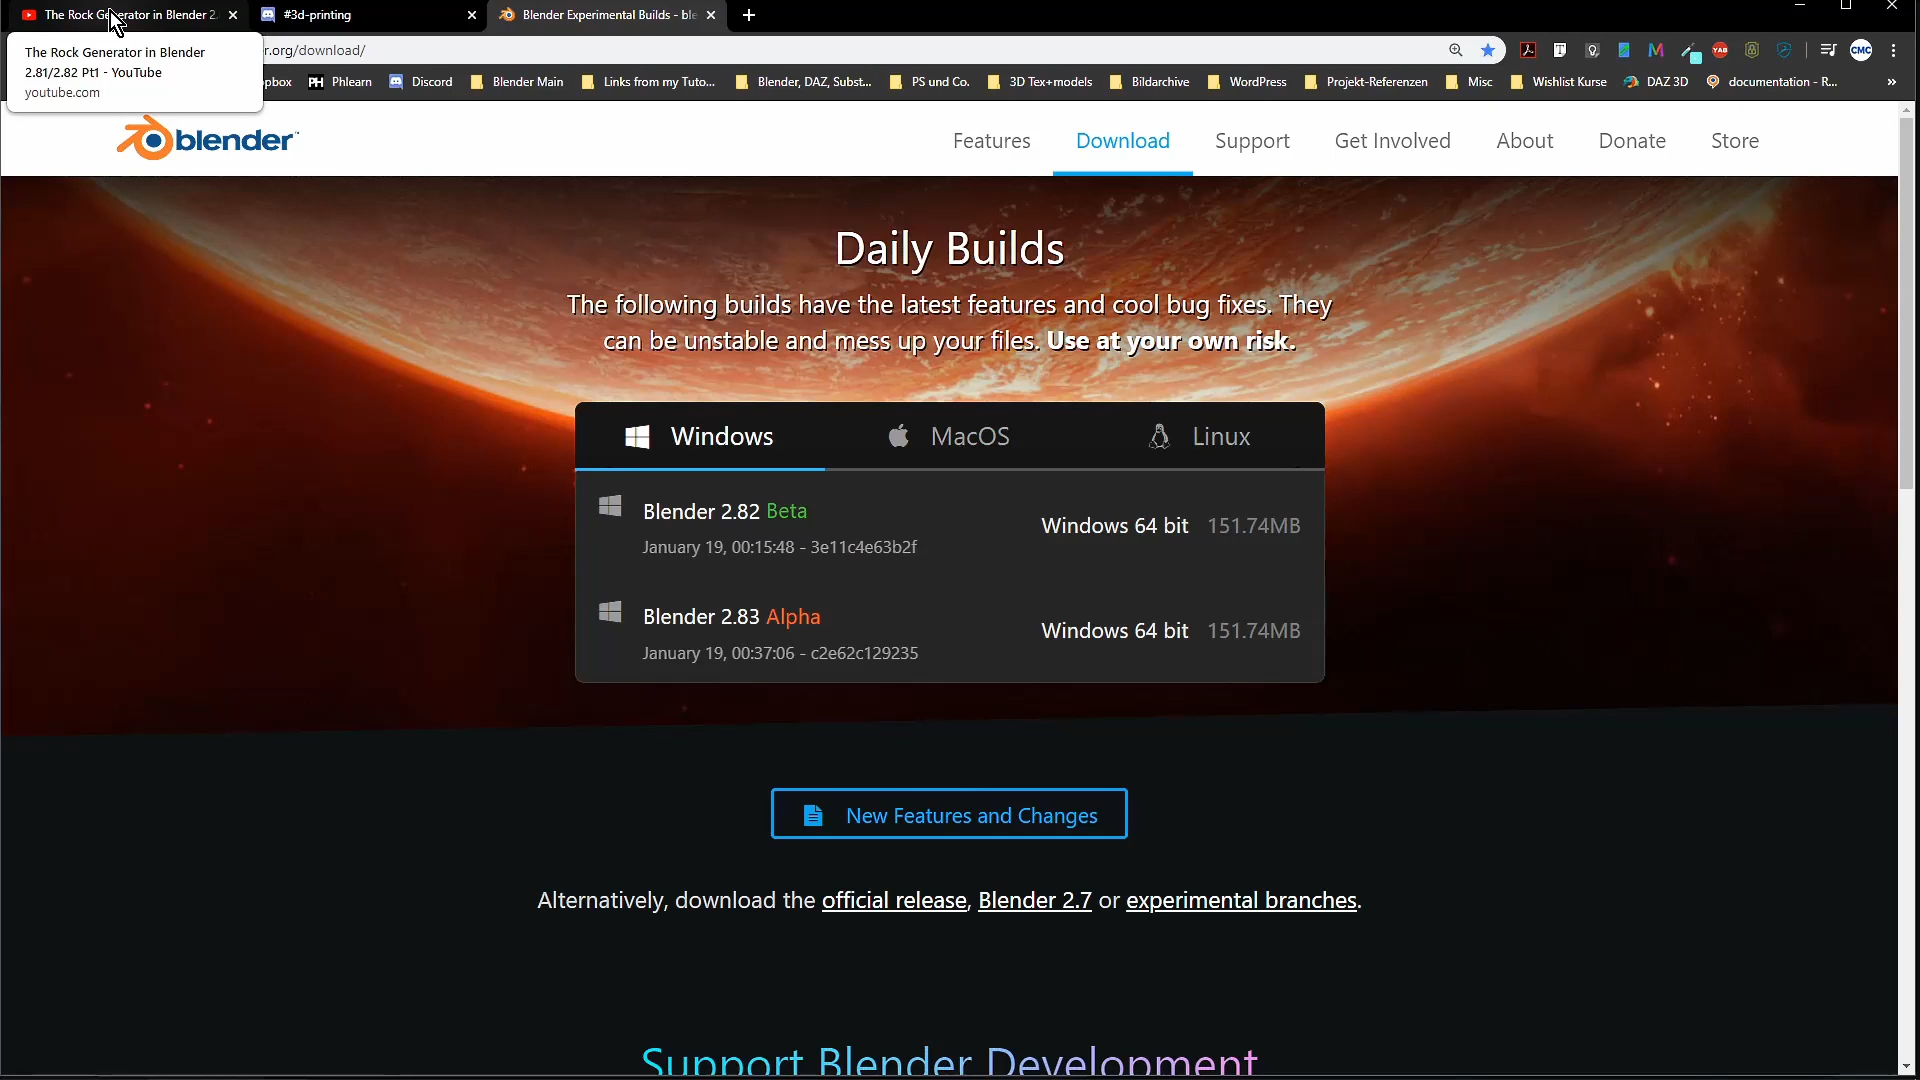 The Rock Generator in Blender 2.
#3d-printing
Blender Experimental Builds - ble
The Rock Generator in Blender
2.81/2.82 Pt1 - YouTube
youtube.com
r.org/download/
CMC
pbox
PH Phlearn
Discord
Blender Main
Links from my Tuto...
Blender, DAZ, Subst...
PS und Co.
3D Tex+models
Bildarchive
WordPress
Projekt-Referenzen
Misc
Wishlist Kurse
DAZ 3D
documentation - R...
»
blender™
Features
Download
Support
Get Involved
About
Donate
Store
Daily Builds
The following builds have the latest features and cool bug fixes. They
can be unstable and mess up your files. Use at your own risk.
Windows
MacOS
Linux
Blender 2.82 Beta
January 19, 00:15:48 - 3e11c4e63b2f
Windows 64 bit 151.74MB
Blender 2.83 Alpha
January 19, 00:37:06 - c2e62c129235
Windows 64 bit 151.74MB
New Features and Changes
Alternatively, download the official release, Blender 2.7 or experimental branches.
Support Blender Development